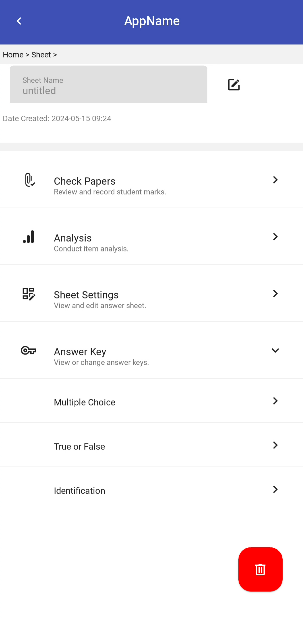 AppName
Home > Sheet >
Sheet Name
untitled
Date Created: 2024-05-15 09:24
Check Papers
Review and record student marks.
Analysis
Conduct item analysis.
Sheet Settings
View and edit answer sheet.
Answer Key
View or change answer keys.
Multiple Choice
True or False
Identification